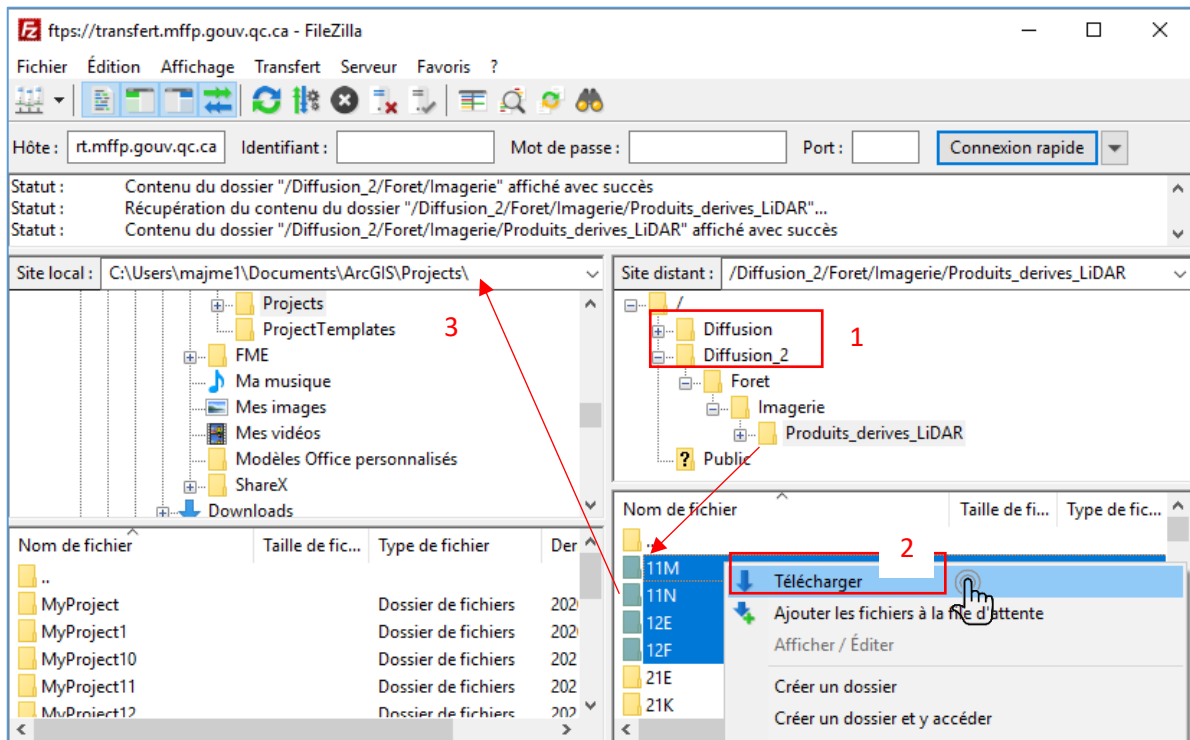 ftps://transfert.mffp.gouv.qc.ca - FileZilla
Fichier Édition Affichage Transfert Serveur Favoris ?
Hôte : rt.mffp.gouv.qc.ca Identifiant : Mot de passe : Port : Connexion rapide
Statut : Contenu du dossier "/Diffusion_2/Foret/Imagerie" affiché avec succès
Statut : Récupération du contenu du dossier "/Diffusion_2/Foret/Imagerie/Produits_derives_LiDAR"...
Statut : Contenu du dossier "/Diffusion_2/Foret/Imagerie/Produits_derives_LiDAR" affiché avec succès
Site local : C:\Users\majme1\Documents\ArcGIS\Projects\
Projects
ProjectTemplates
3
FME
Ma musique
Mes images
Mes vidéos
Modèles Office personnalisés
ShareX
Downloads
Nom de fichier Taille de fic... Type de fichier Der
..
MyProject Dossier de fichiers 202
MyProject1 Dossier de fichiers 202
MyProject10 Dossier de fichiers 202
MyProject11 Dossier de fichiers 202
MyProject12 Dossier de fichiers 202
Site distant : /Diffusion_2/Foret/Imagerie/Produits_derives_LiDAR
/
Diffusion
1
Diffusion_2
Foret
Imagerie
Produits_derives_LiDAR
? Public
Nom de fichier Taille de fi... Type de fic...
..
2
11M
11N
12E
12F
21E
21K
Télécharger
Ajouter les fichiers à la file d'attente
Afficher / Éditer
Créer un dossier
Créer un dossier et y accéder